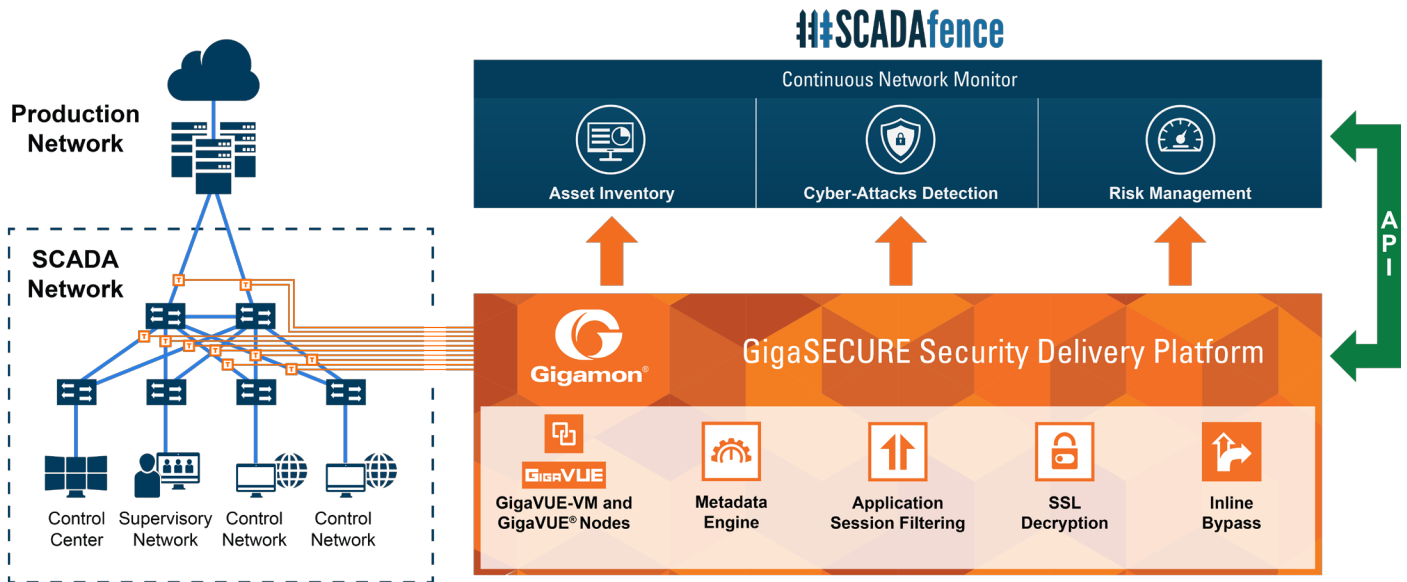 SCADAfence
Continuous Network Monitor
Asset Inventory
Cyber-Attacks Detection
Risk Management
API
Production
Network
SCADA
Network
T
T
T
T
T
T
T
T
T
T
Control
Center
Supervisory
Network
Control
Network
Control
Network
Gigamon®
GigaSECURE Security Delivery Platform
GIGAVUE
GigaVUE-VM and
GigaVUE® Nodes
Metadata
Engine
Application
Session Filtering
SSL
Decryption
Inline
Bypass